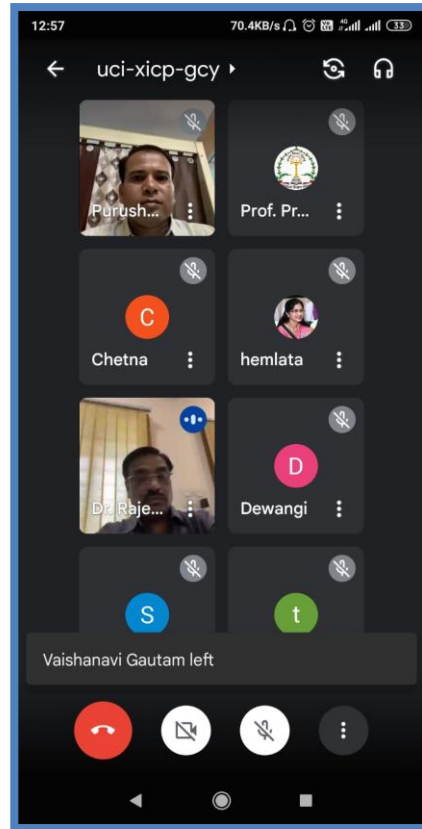 12:57 70.4KB/s 4G 33
uci-xicp-gcy
Purush... Prof. Pr...
C
Chetna hemlata
Dr. Raje... D
Dewangi
S t
Vaishanavi Gautam left